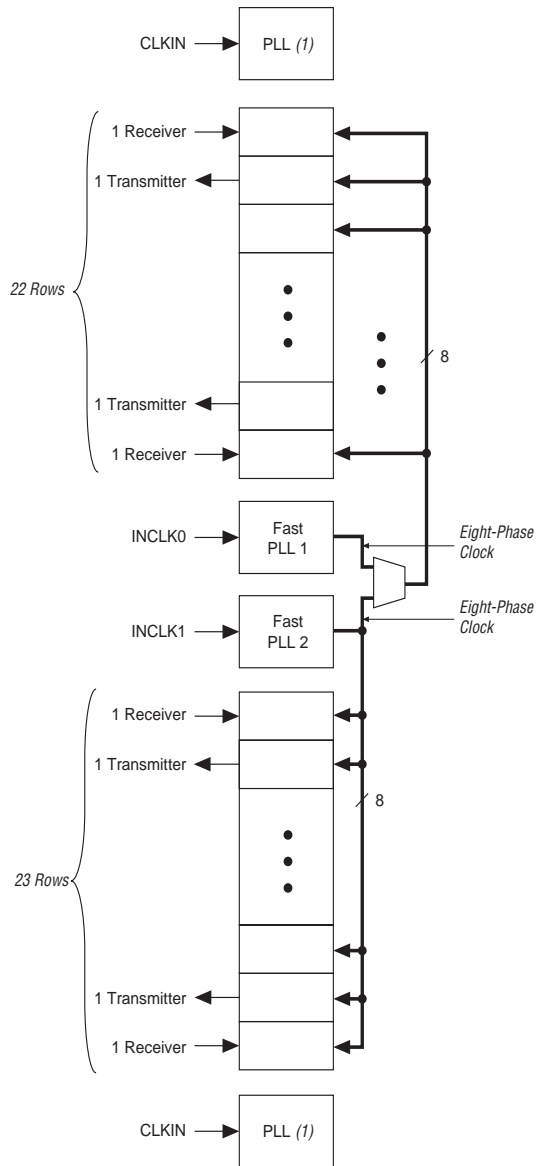 CLKIN
PLL (1)
1 Receiver
1 Transmitter
22 Rows
8
1 Transmitter
1 Receiver
INCLK0
Fast
PLL 1
Eight-Phase
Clock
INCLK1
Fast
PLL 2
Eight-Phase
Clock
1 Receiver
1 Transmitter
8
23 Rows
1 Transmitter
1 Receiver
CLKIN
PLL (1)